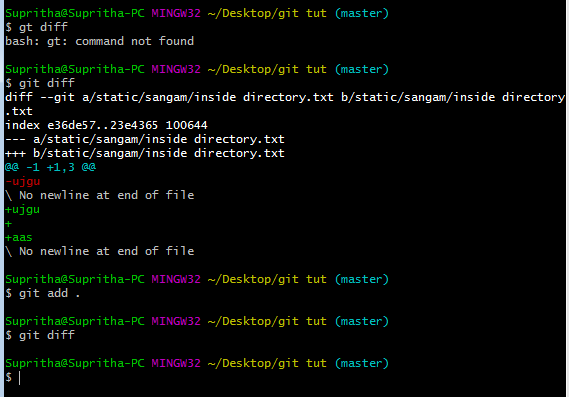 Supritha@Supritha-PC MINGW32 ~/Desktop/git tut (master)
$ gt diff
bash: gt: command not found
Supritha@Supritha-PC MINGW32 ~/Desktop/git tut (master)
$ git diff
diff --git a/static/sangam/inside directory.txt b/static/sangam/inside directory
.txt
index e36de57..23e4365 100644
--- a/static/sangam/inside directory.txt
+++ b/static/sangam/inside directory.txt
@@ -1 +1,3 @@
-ujgu
\ No newline at end of file
+ujgu
+
+aas
\ No newline at end of file
Supritha@Supritha-PC MINGW32 ~/Desktop/git tut (master)
$ git add .
Supritha@Supritha-PC MINGW32 ~/Desktop/git tut (master)
$ git diff
Supritha@Supritha-PC MINGW32 ~/Desktop/git tut (master)
$